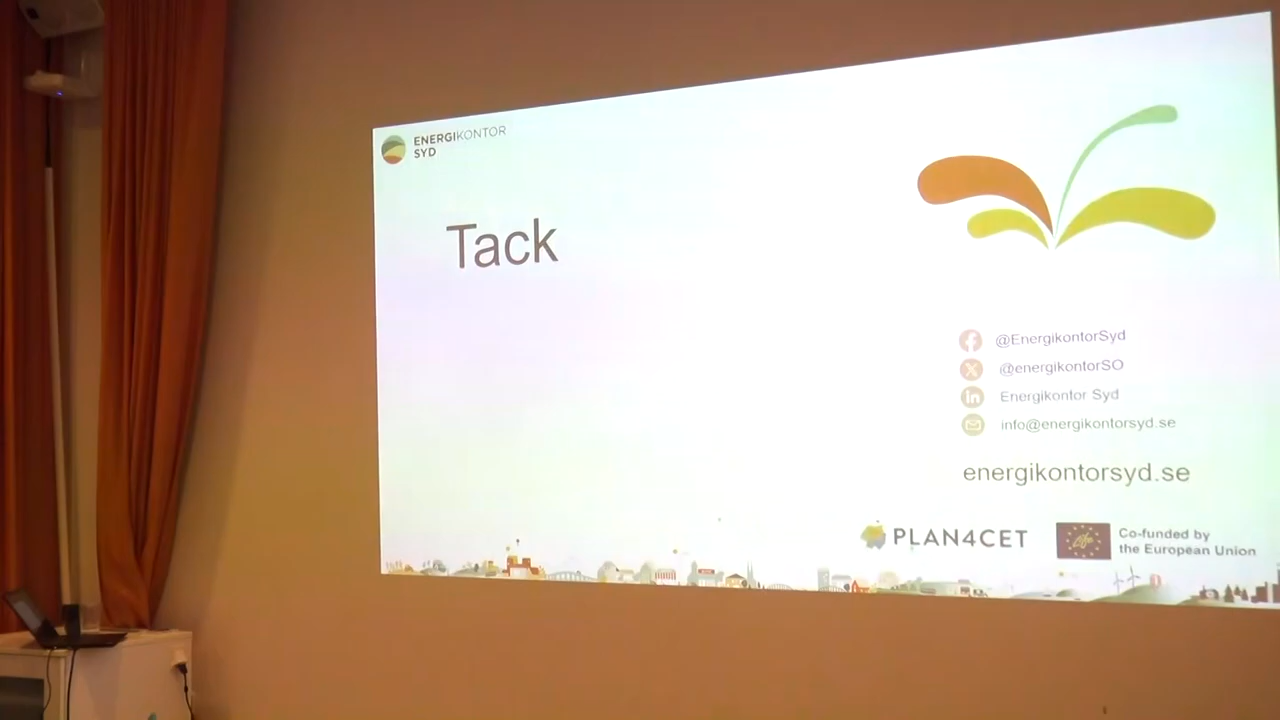 ENERGIKONTOR
SYD
Tack
@EnergikontorSyd
@energikontorSO
Energikontor Syd
info@energikontorsyd.se
energikontorsyd.se
PLAN4CET
Co-funded by
the European Union